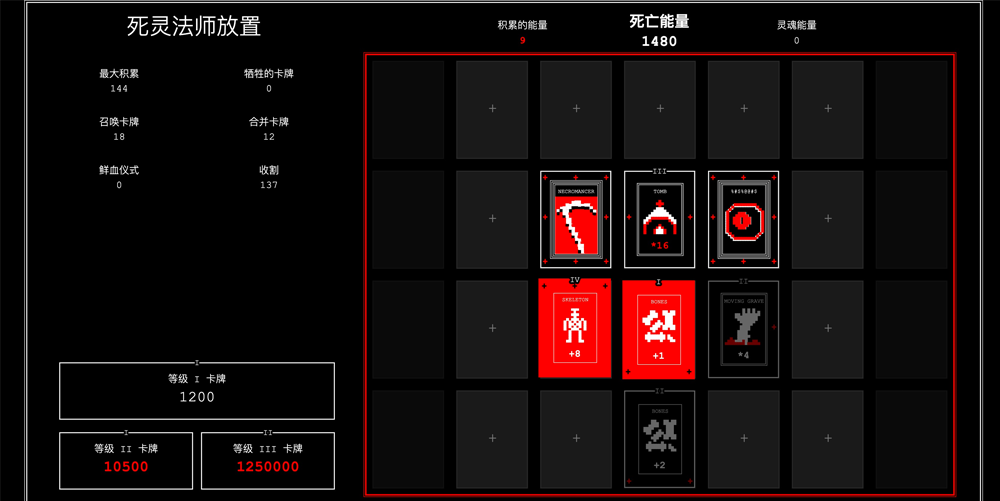 死灵法师放置
积累的能量
9
死亡能量
1480
灵魂能量
0
最大积累
144
牺牲的卡牌
0
召唤卡牌
18
合并卡牌
12
鲜血仪式
0
收割
137
NECROMANCER
III
TOMB
*16
IV
SKELETON
+8
I
BONES
+1
II
MOVING GRAVE
*4
II
BONES
+2
I
等级 I 卡牌
1200
I
等级 II 卡牌
10500
II
等级 III 卡牌
1250000